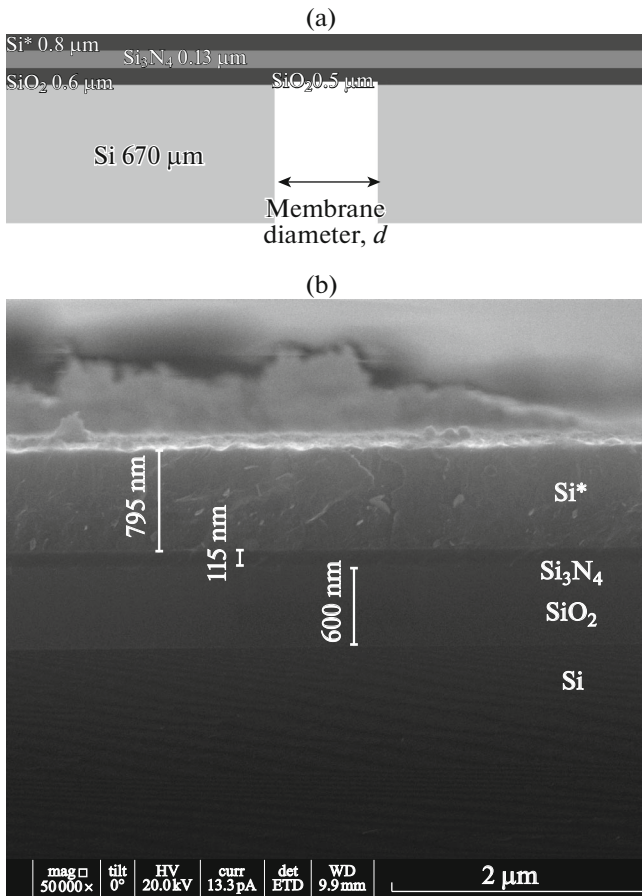 (a)
Si* 0.8 μm
Si₃N₄ 0.13 μm
SiO₂ 0.6 μm SiO₂ 0.5 μm
Si 670 μm
Membrane
diameter, d
(b)
795 nm
Si*
115 nm
Si₃N₄
600 nm
SiO₂
Si
mag □ tilt HV curr det WD
50 000× 0° 20.0 kV 13.3 pA ETD 9.9 mm 2 μm